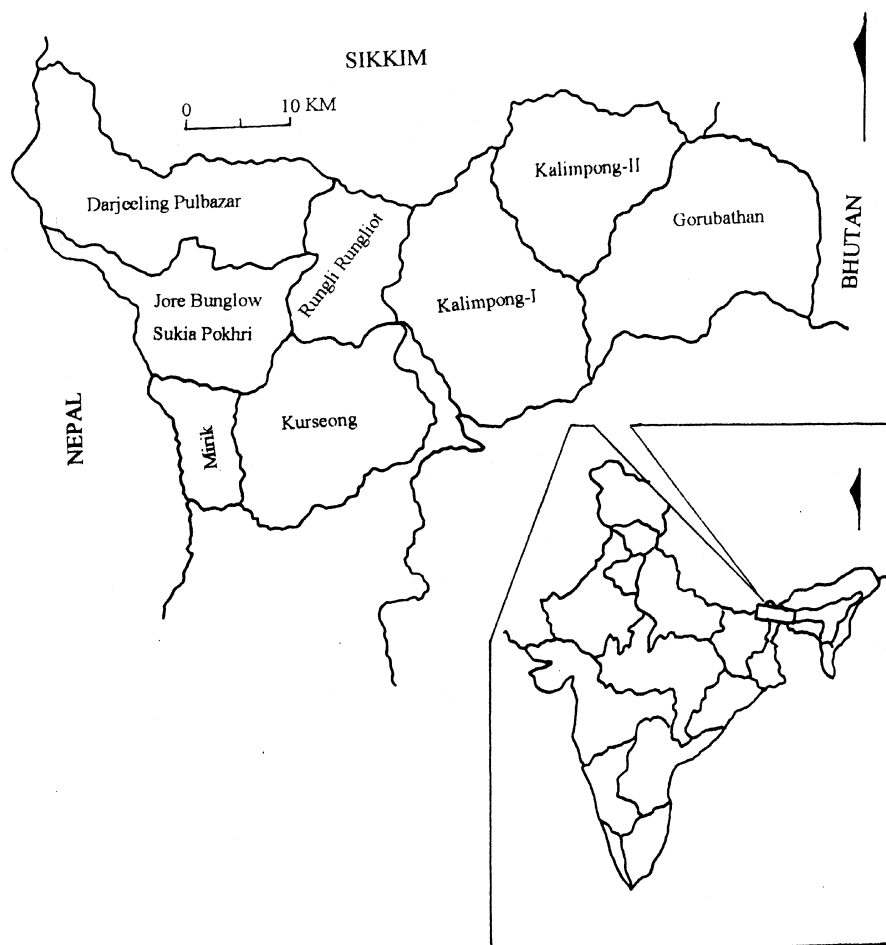 SIKKIM
0 10 KM
Kalimpong-II
Darjeeling Pulbazar
Gorubathan
Rungli Rungliot
BHUTAN
Jore Bunglow
Sukia Pokhri
Kalimpong-I
NEPAL
Mirik
Kurseong